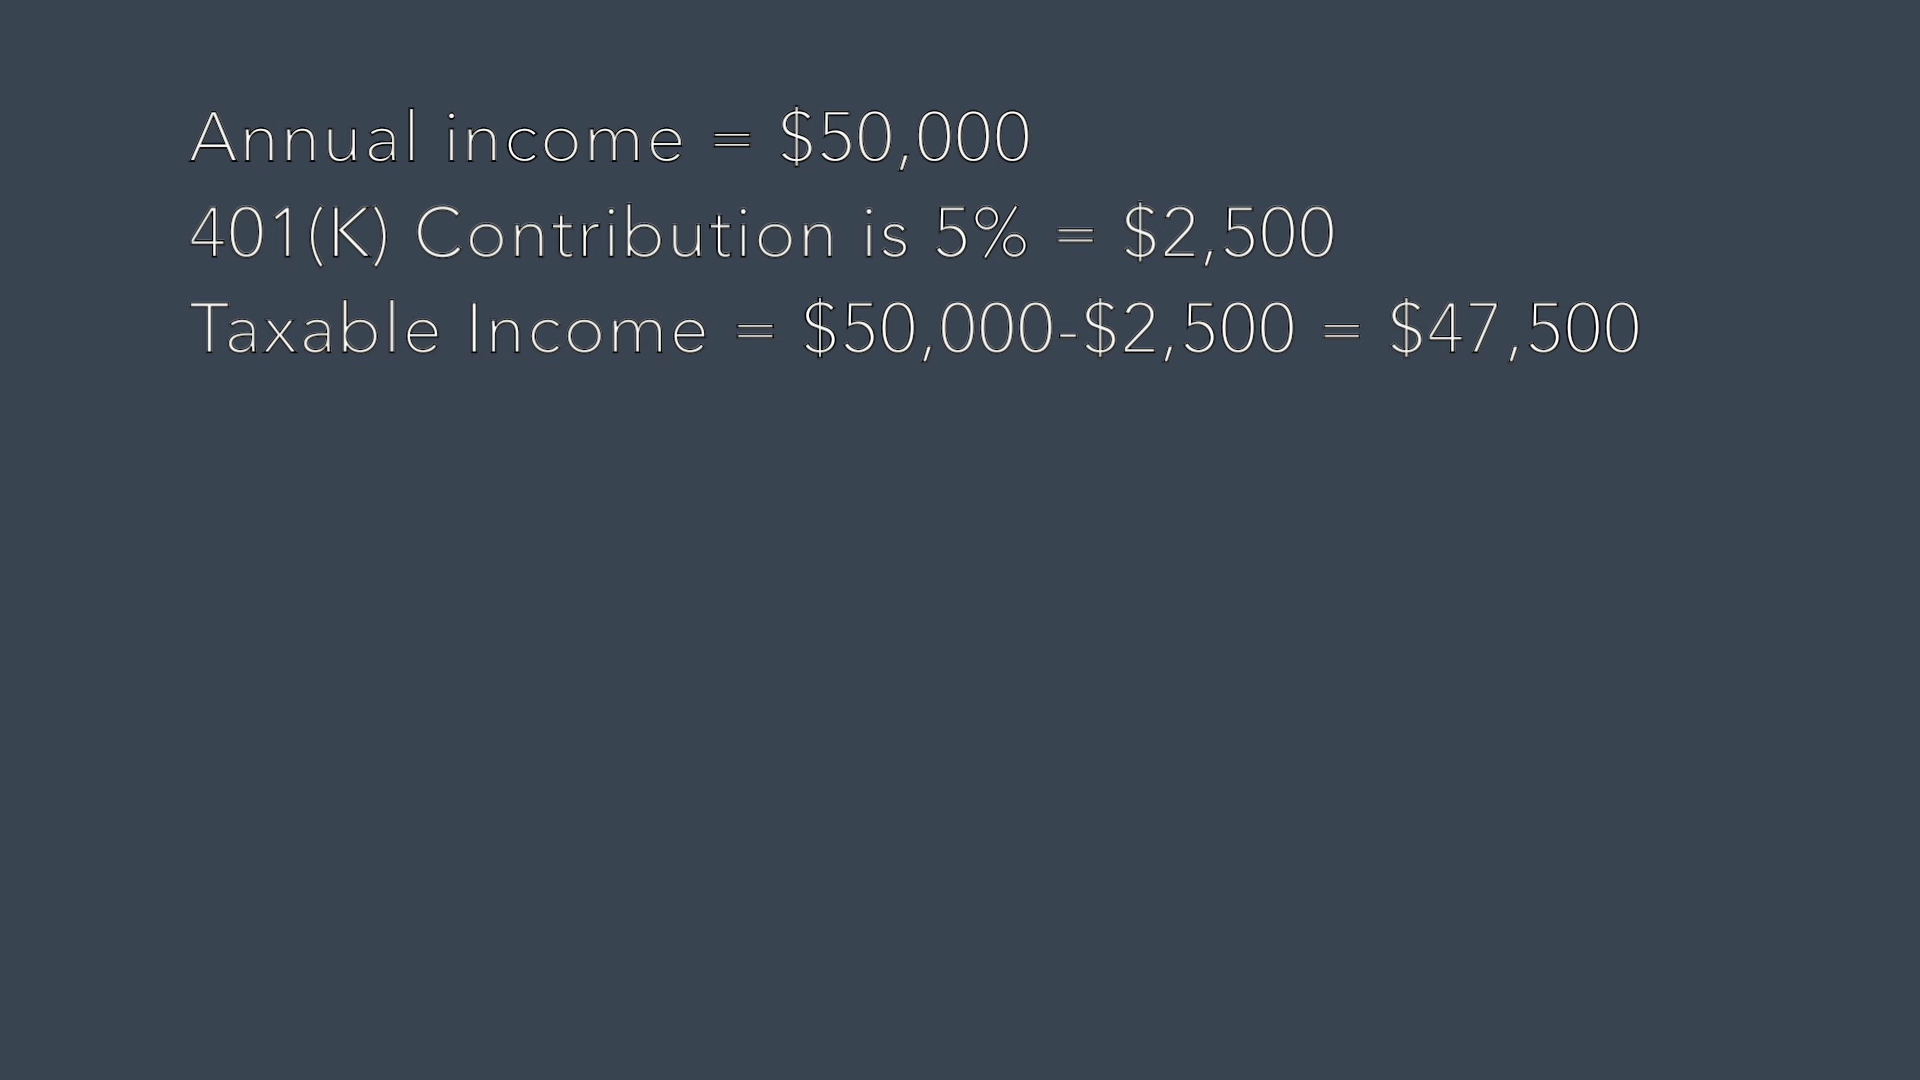 Annual income = $50,000
401(K) Contribution is 5% = $2,500
Taxable Income = $50,000-$2,500 = $47,500